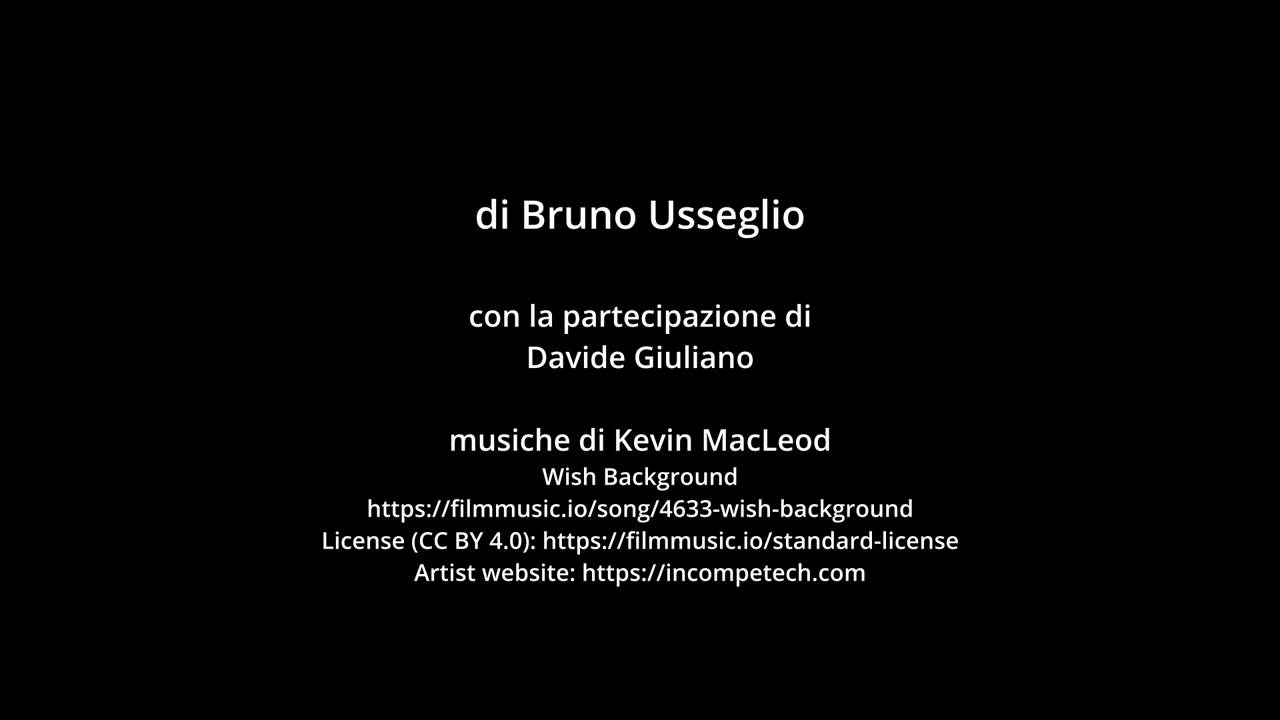 di Bruno Usseglio
con la partecipazione di
Davide Giuliano
musiche di Kevin MacLeod
Wish Background
https://filmmusic.io/song/4633-wish-background
License (CC BY 4.0): https://filmmusic.io/standard-license
Artist website: https://incompetech.com